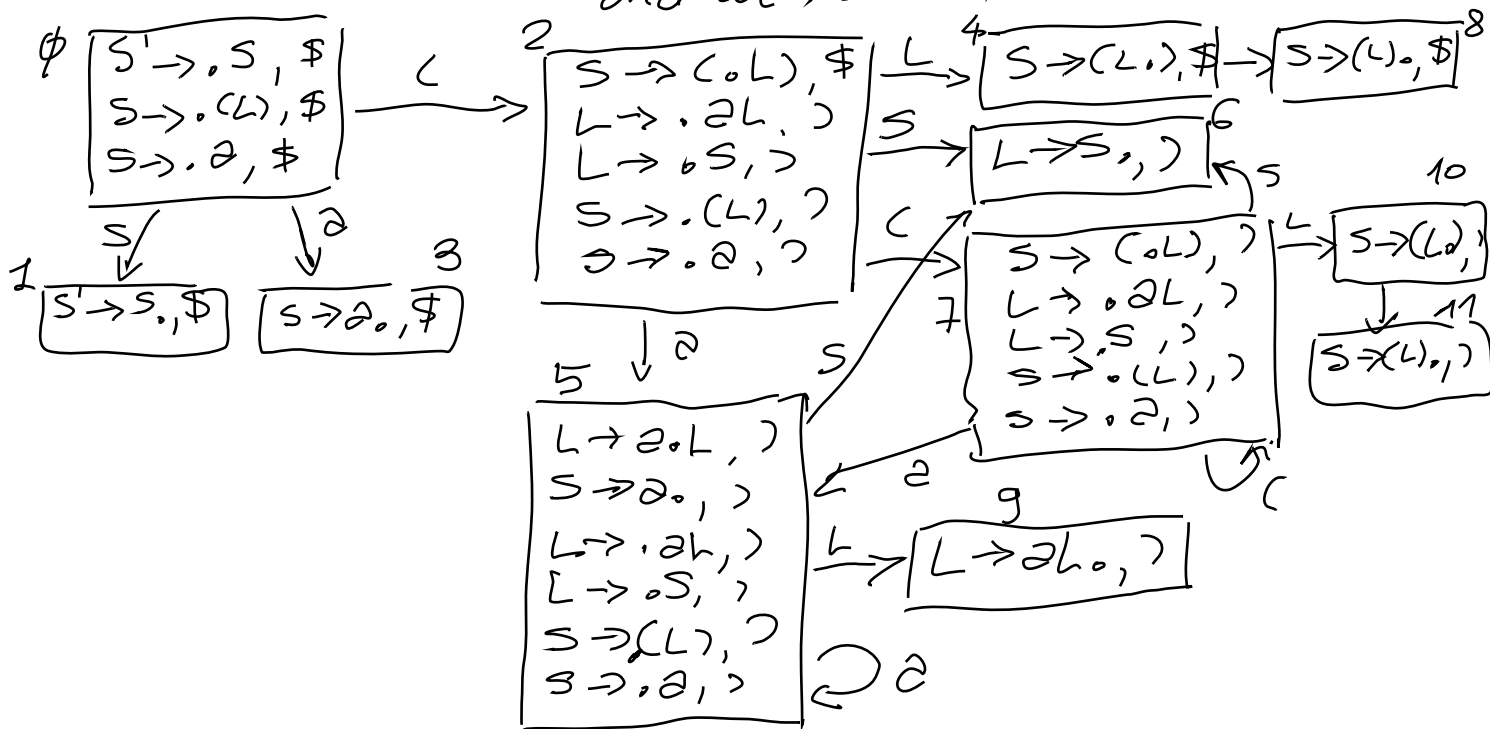 0
S' → .S, $
S → .(L), $
S → .a, $
(
S
a
1
S' → S., $
3
S → a., $
2
S → (.L), $
L → .aL, )
L → .S, )
S → .(L), )
S → .a, )
L
S
(
a
4
S → (L.), $
8
S → (L)., $
6
L → S., )
S
7
S → (.L), )
L → .aL, )
L → .S, )
S → .(L), )
S → .a, )
L
10
S → (L.), )
11
S → (L)., )
(
a
S
5
L → a.L, )
S → a., )
L → .aL, )
L → .S, )
S → .(L), )
S → .a, )
L
9
L → aL., )
a